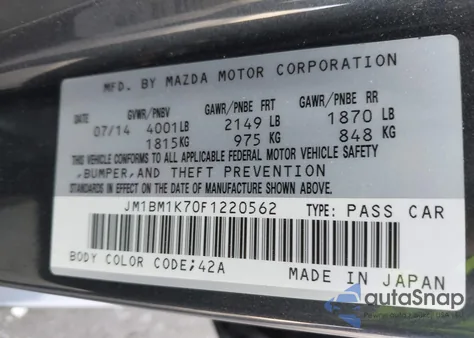 MFD. BY MAZDA MOTOR CORPORATION
DATE GVWR/PNBV GAWR/PNBE FRT GAWR/PNBE RR
07/14 4001LB 2149 LB 1870 LB
1815KG 975 KG 848 KG
THIS VEHICLE CONFORMS TO ALL APPLICABLE FEDERAL MOTOR VEHICLE SAFETY
,BUMPER,AND THEFT PREVENTION
STANDARDS IN EFFECT ON THE DATE OF MANUFACTURE SHOWN ABOVE.
JM1BM1K70F1220562 TYPE: PASS CAR
BODY COLOR CODE;42A
MADE IN JAPAN
autoSnap